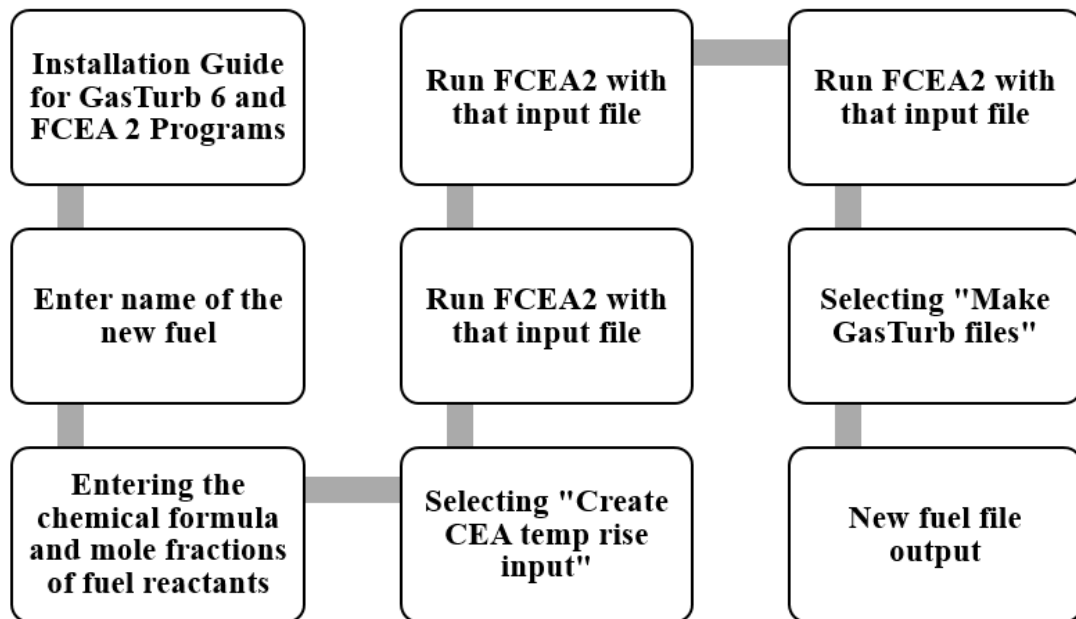 Installation Guide
for GasTurb 6 and
FCEA 2 Programs
Enter name of the
new fuel
Entering the
chemical formula
and mole fractions
of fuel reactants
Selecting "Create
CEA temp rise
input"
Run FCEA2 with
that input file
Run FCEA2 with
that input file
Run FCEA2 with
that input file
Selecting "Make
GasTurb files"
New fuel file
output